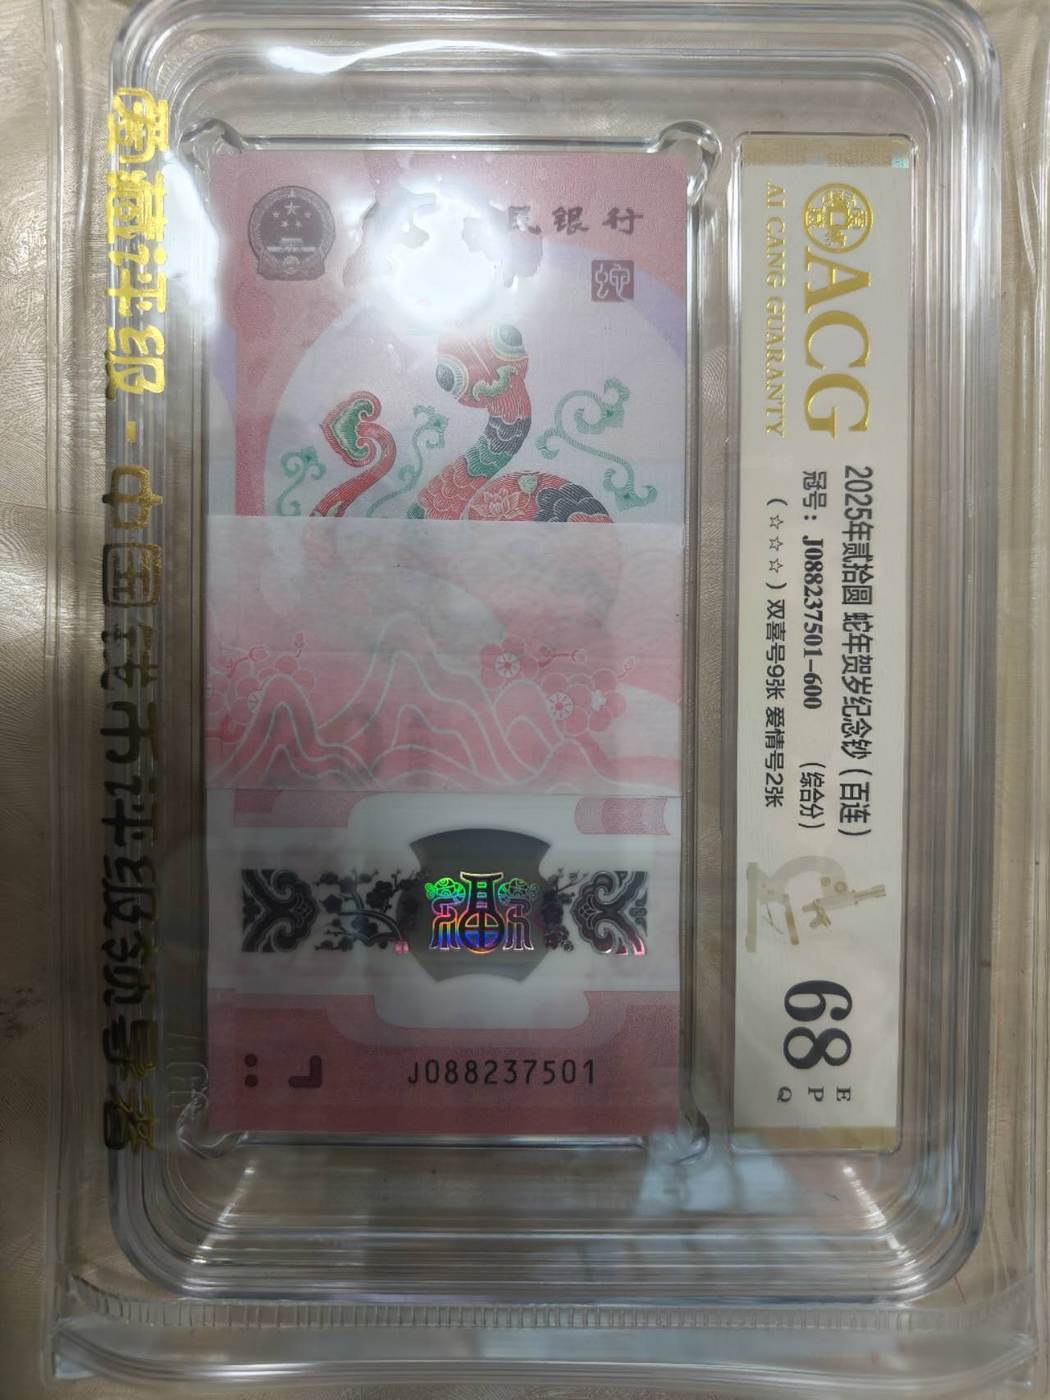 爱藏评级 - 中国钱币评级领导者
民银行
福
J088237501
ACG
AI CANG GUARANTY
2025年贰拾圆 蛇年贺岁纪念钞（百连）
冠号：J088237501-600 （综合分）
（☆☆☆）双喜号9张 爱情号2张
68
E
P
Q